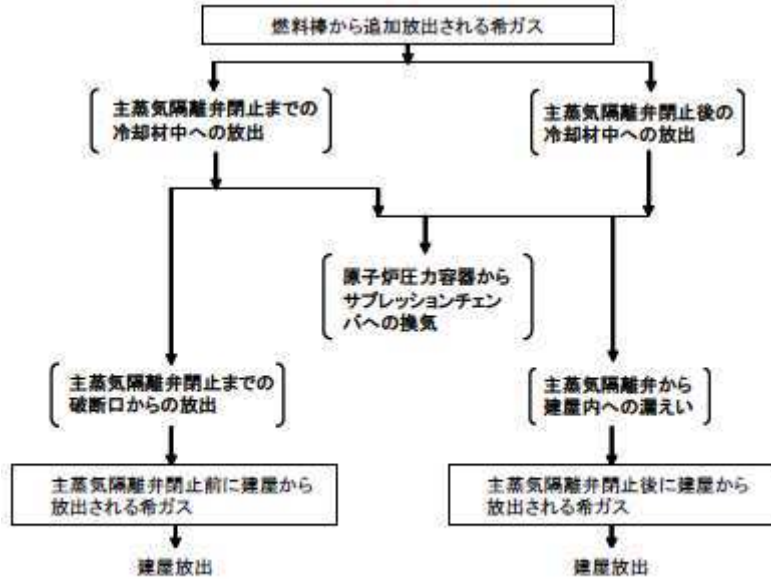 燃料棒から追加放出される希ガス
主蒸気隔離弁閉止までの
冷却材中への放出
主蒸気隔離弁閉止後の
冷却材中への放出
原子炉圧力容器から
サプレッションチェン
バへの換気
主蒸気隔離弁閉止までの
破断口からの放出
主蒸気隔離弁から
建屋内への漏えい
主蒸気隔離弁閉止前に建屋から
放出される希ガス
主蒸気隔離弁閉止後に建屋から
放出される希ガス
建屋放出
建屋放出